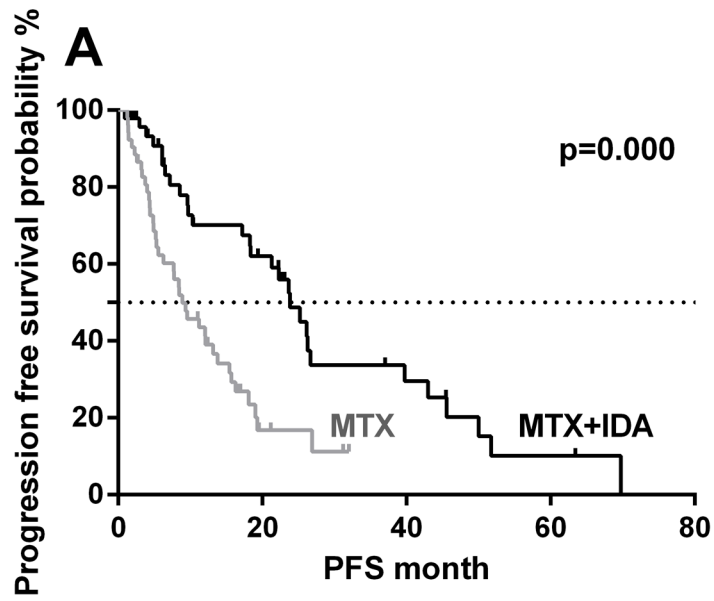 A
Progression free survival probability %
100
80
60
40
20
0
p=0.000
MTX
MTX+IDA
0 20 40 60 80
PFS month